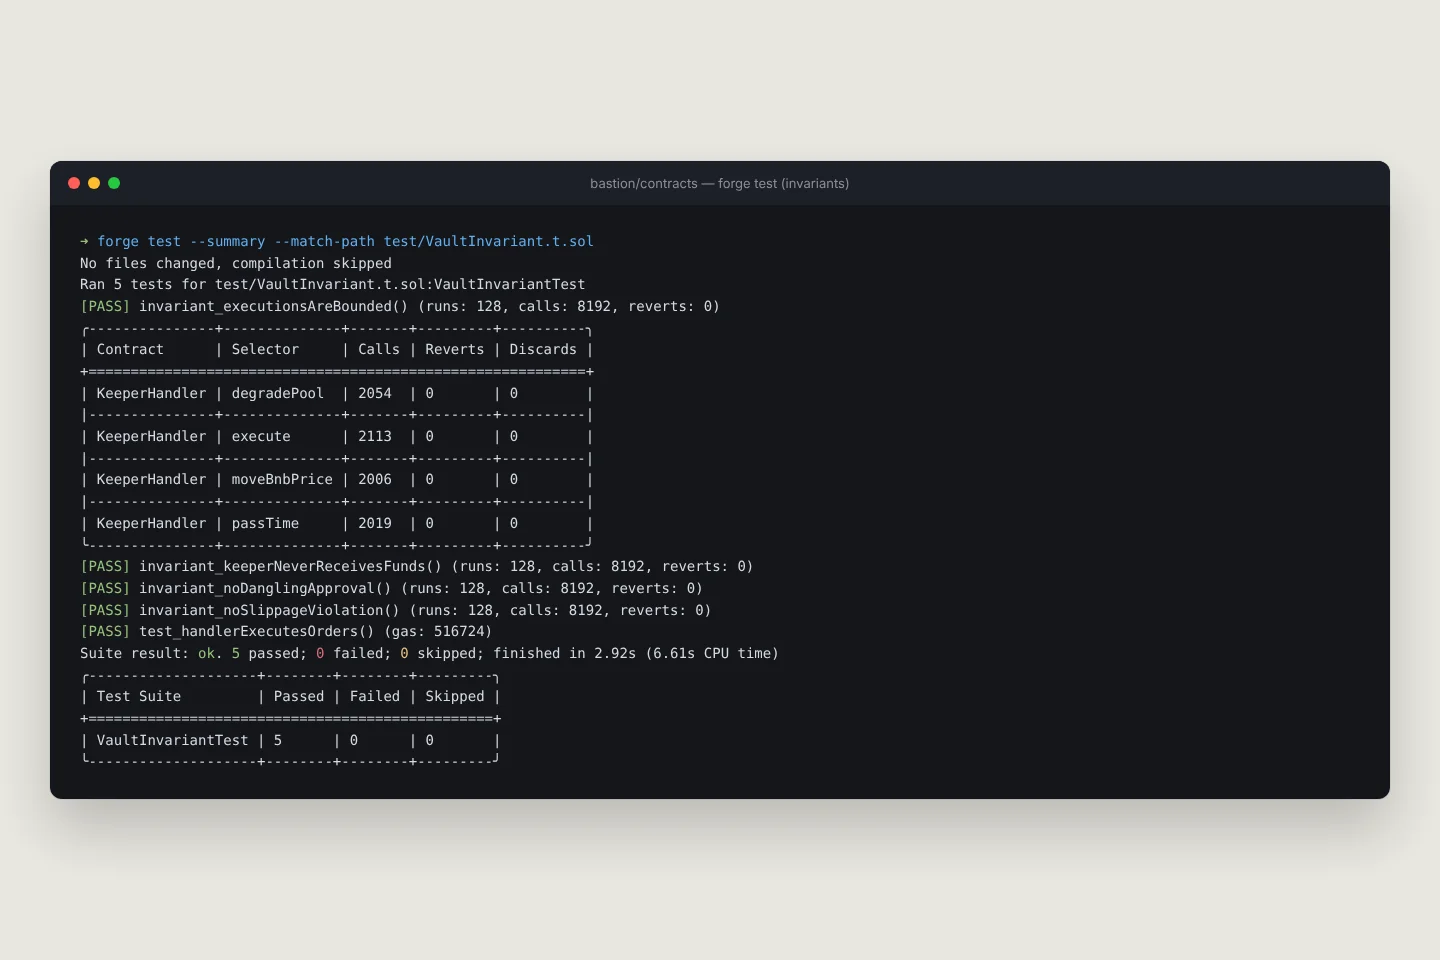 bastion/contracts — forge test (invariants)
➜ forge test --summary --match-path test/VaultInvariant.t.sol
No files changed, compilation skipped
Ran 5 tests for test/VaultInvariant.t.sol:VaultInvariantTest
[PASS] invariant_executionsAreBounded() (runs: 128, calls: 8192, reverts: 0)
╭---------------+--------------+-------+---------+----------╮
| Contract      | Selector     | Calls | Reverts | Discards |
+===========================================================+
| KeeperHandler | degradePool  | 2054  | 0       | 0        |
|---------------+--------------+-------+---------+----------|
| KeeperHandler | execute      | 2113  | 0       | 0        |
|---------------+--------------+-------+---------+----------|
| KeeperHandler | moveBnbPrice | 2006  | 0       | 0        |
|---------------+--------------+-------+---------+----------|
| KeeperHandler | passTime     | 2019  | 0       | 0        |
╰---------------+--------------+-------+---------+----------╯
[PASS] invariant_keeperNeverReceivesFunds() (runs: 128, calls: 8192, reverts: 0)
[PASS] invariant_noDanglingApproval() (runs: 128, calls: 8192, reverts: 0)
[PASS] invariant_noSlippageViolation() (runs: 128, calls: 8192, reverts: 0)
[PASS] test_handlerExecutesOrders() (gas: 516724)
Suite result: ok. 5 passed; 0 failed; 0 skipped; finished in 2.92s (6.61s CPU time)
╭--------------------+--------+--------+---------╮
| Test Suite         | Passed | Failed | Skipped |
+================================================+
| VaultInvariantTest | 5      | 0      | 0       |
╰--------------------+--------+--------+---------╯